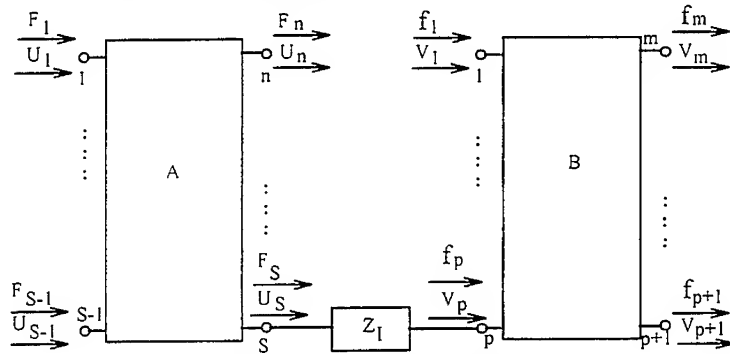 F1 Fn f1 fm
U1 Un V1 Vm
1 n 1 m
A B
FS-1 FS fp fp+1
US-1 US Vp Vp+1
S-1 S ZI p p+1